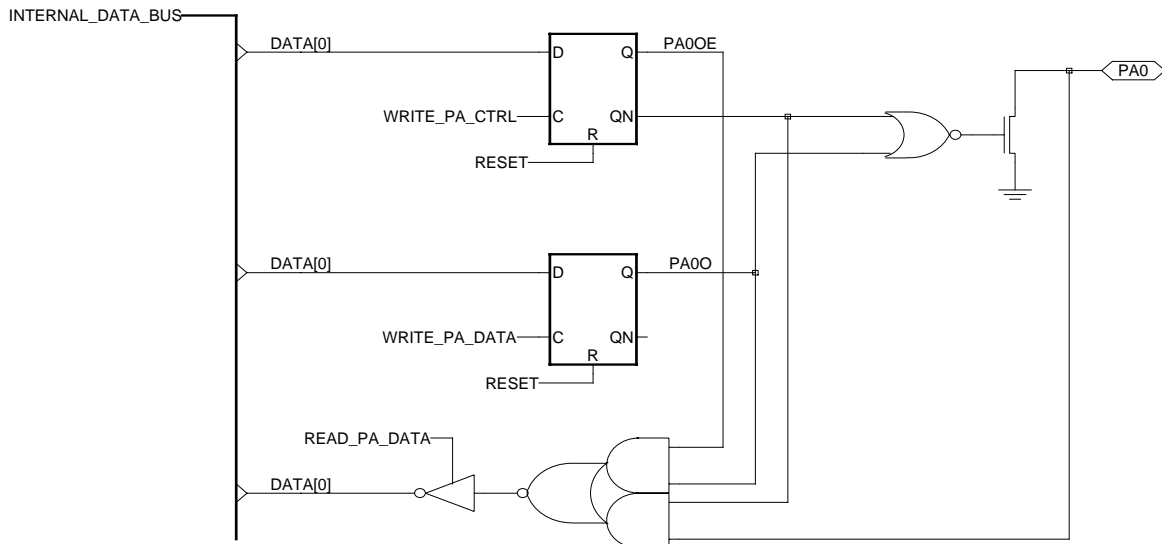 INTERNAL_DATA_BUS
DATA[0]
D
Q
PA0OE
PA0
WRITE_PA_CTRL
C
QN
R
RESET
DATA[0]
D
Q
PA0O
WRITE_PA_DATA
C
QN
R
RESET
READ_PA_DATA
DATA[0]